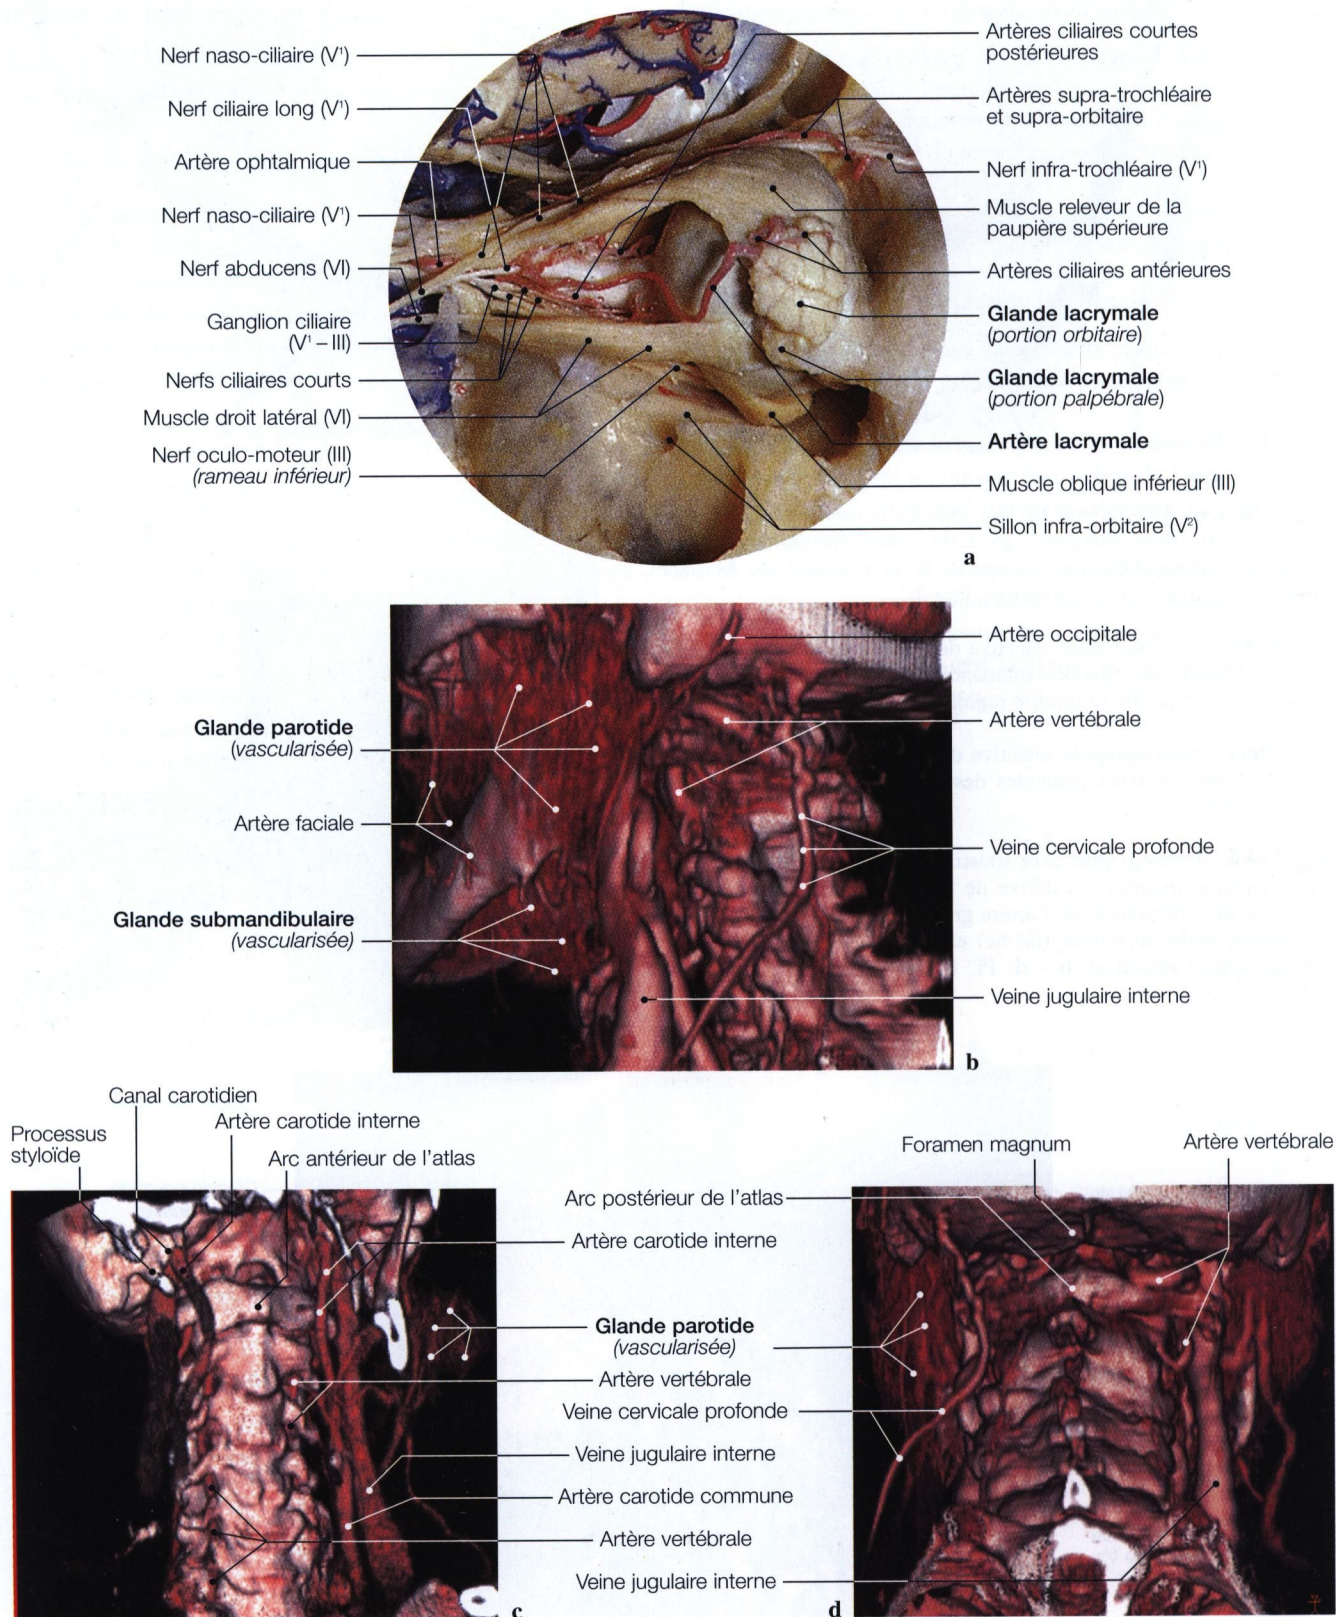 Nerf naso-ciliaire (V¹)
Nerf ciliaire long (V¹)
Artère ophtalmique
Nerf naso-ciliaire (V¹)
Nerf abducens (VI)
Ganglion ciliaire
(V¹ – III)
Nerfs ciliaires courts
Muscle droit latéral (VI)
Nerf oculo-moteur (III)
(rameau inférieur)
Artères ciliaires courtes
postérieures
Artères supra-trochléaire
et supra-orbitaire
Nerf infra-trochléaire (V¹)
Muscle releveur de la
paupière supérieure
Artères ciliaires antérieures
Glande lacrymale
(portion orbitaire)
Glande lacrymale
(portion palpébrale)
Artère lacrymale
Muscle oblique inférieur (III)
Sillon infra-orbitaire (V²)
a
Glande parotide
(vascularisée)
Artère faciale
Glande submandibulaire
(vascularisée)
Artère occipitale
Artère vertébrale
Veine cervicale profonde
Veine jugulaire interne
b
Canal carotidien
Artère carotide interne
Processus
styloïde
Arc antérieur de l'atlas
Foramen magnum
Artère vertébrale
Arc postérieur de l'atlas
Artère carotide interne
Glande parotide
(vascularisée)
Artère vertébrale
Veine cervicale profonde
Veine jugulaire interne
Artère carotide commune
Artère vertébrale
Veine jugulaire interne
c
d